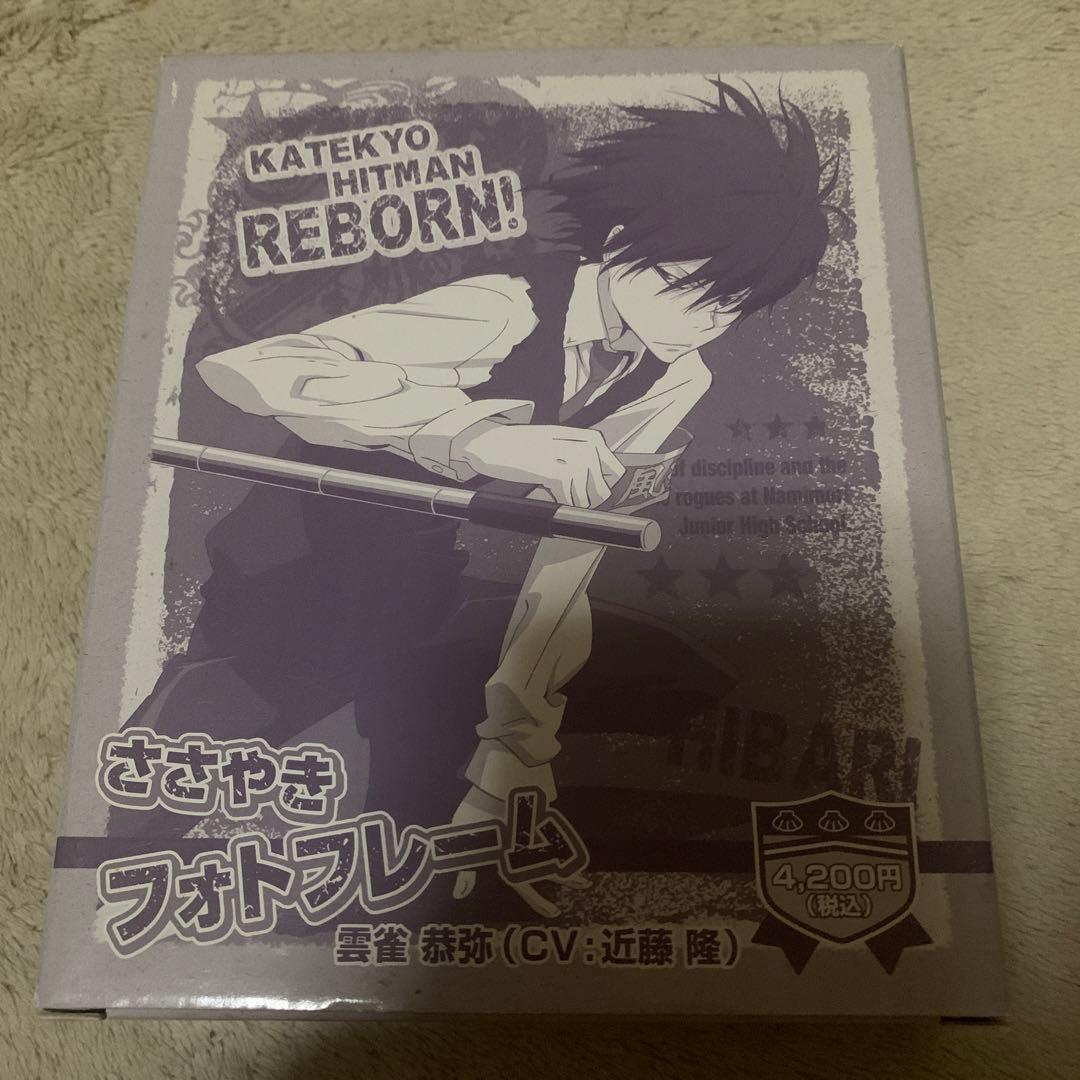 KATEKYO
HITMAN
REBORN!
風
discipline and the
rogues at Namimori
Junior High School
HIBARI
ささやき
フォトフレーム
4,200円
(税込)
雲雀 恭弥(CV:近藤 隆)